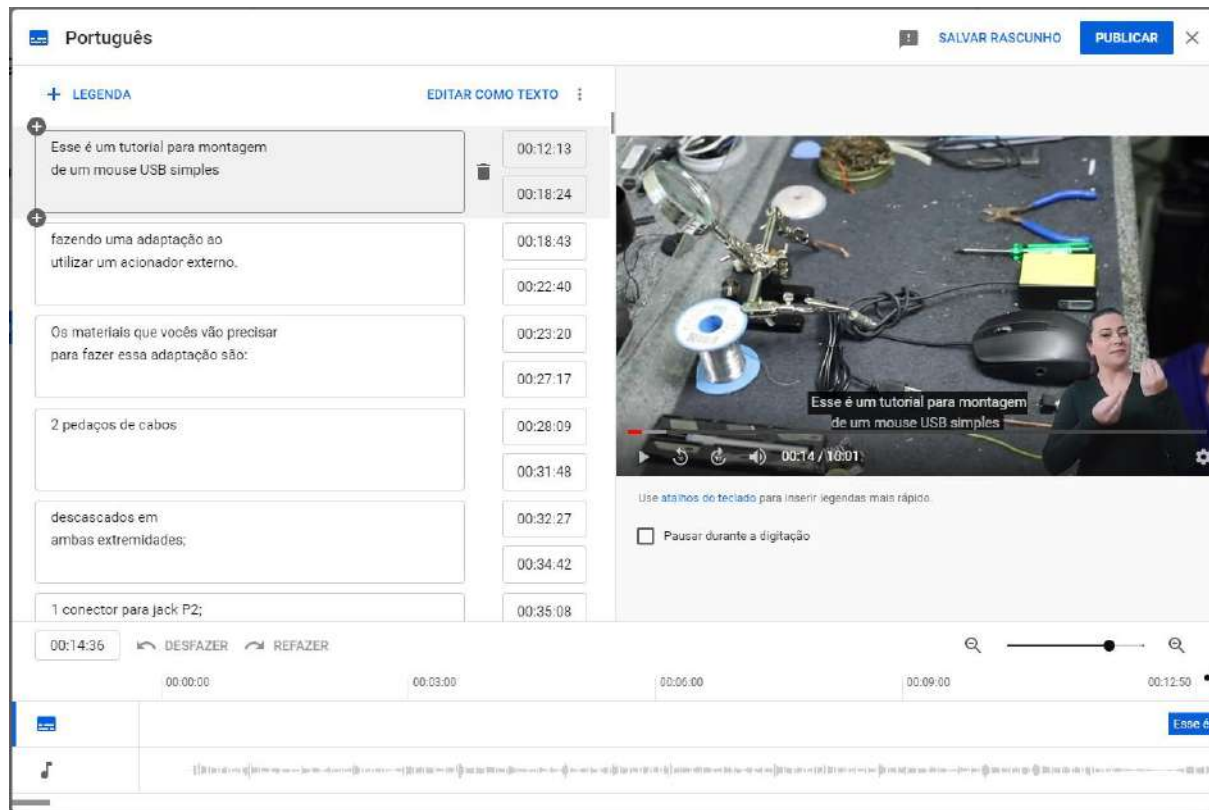 Português
SALVAR RASCUNHO
PUBLICAR
+ LEGENDA
EDITAR COMO TEXTO
Esse é um tutorial para montagem
de um mouse USB simples
00:12:13
00:18:24
fazendo uma adaptação ao
utilizar um acionador externo.
00:18:43
00:22:40
Os materiais que vocês vão precisar
para fazer essa adaptação são:
00:23:20
00:27:17
2 pedaços de cabos
00:28:09
00:31:48
descascados em
ambas extremidades;
00:32:27
00:34:42
1 conector para jack P2;
00:35:08
Esse é um tutorial para montagem
de um mouse USB simples
00:14 / 10:01
Use atalhos do teclado para inserir legendas mais rápido.
Pausar durante a digitação
00:14:36
DESFAZER
REFAZER
00:00:00
00:03:00
00:06:00
00:09:00
00:12:50
Esse é